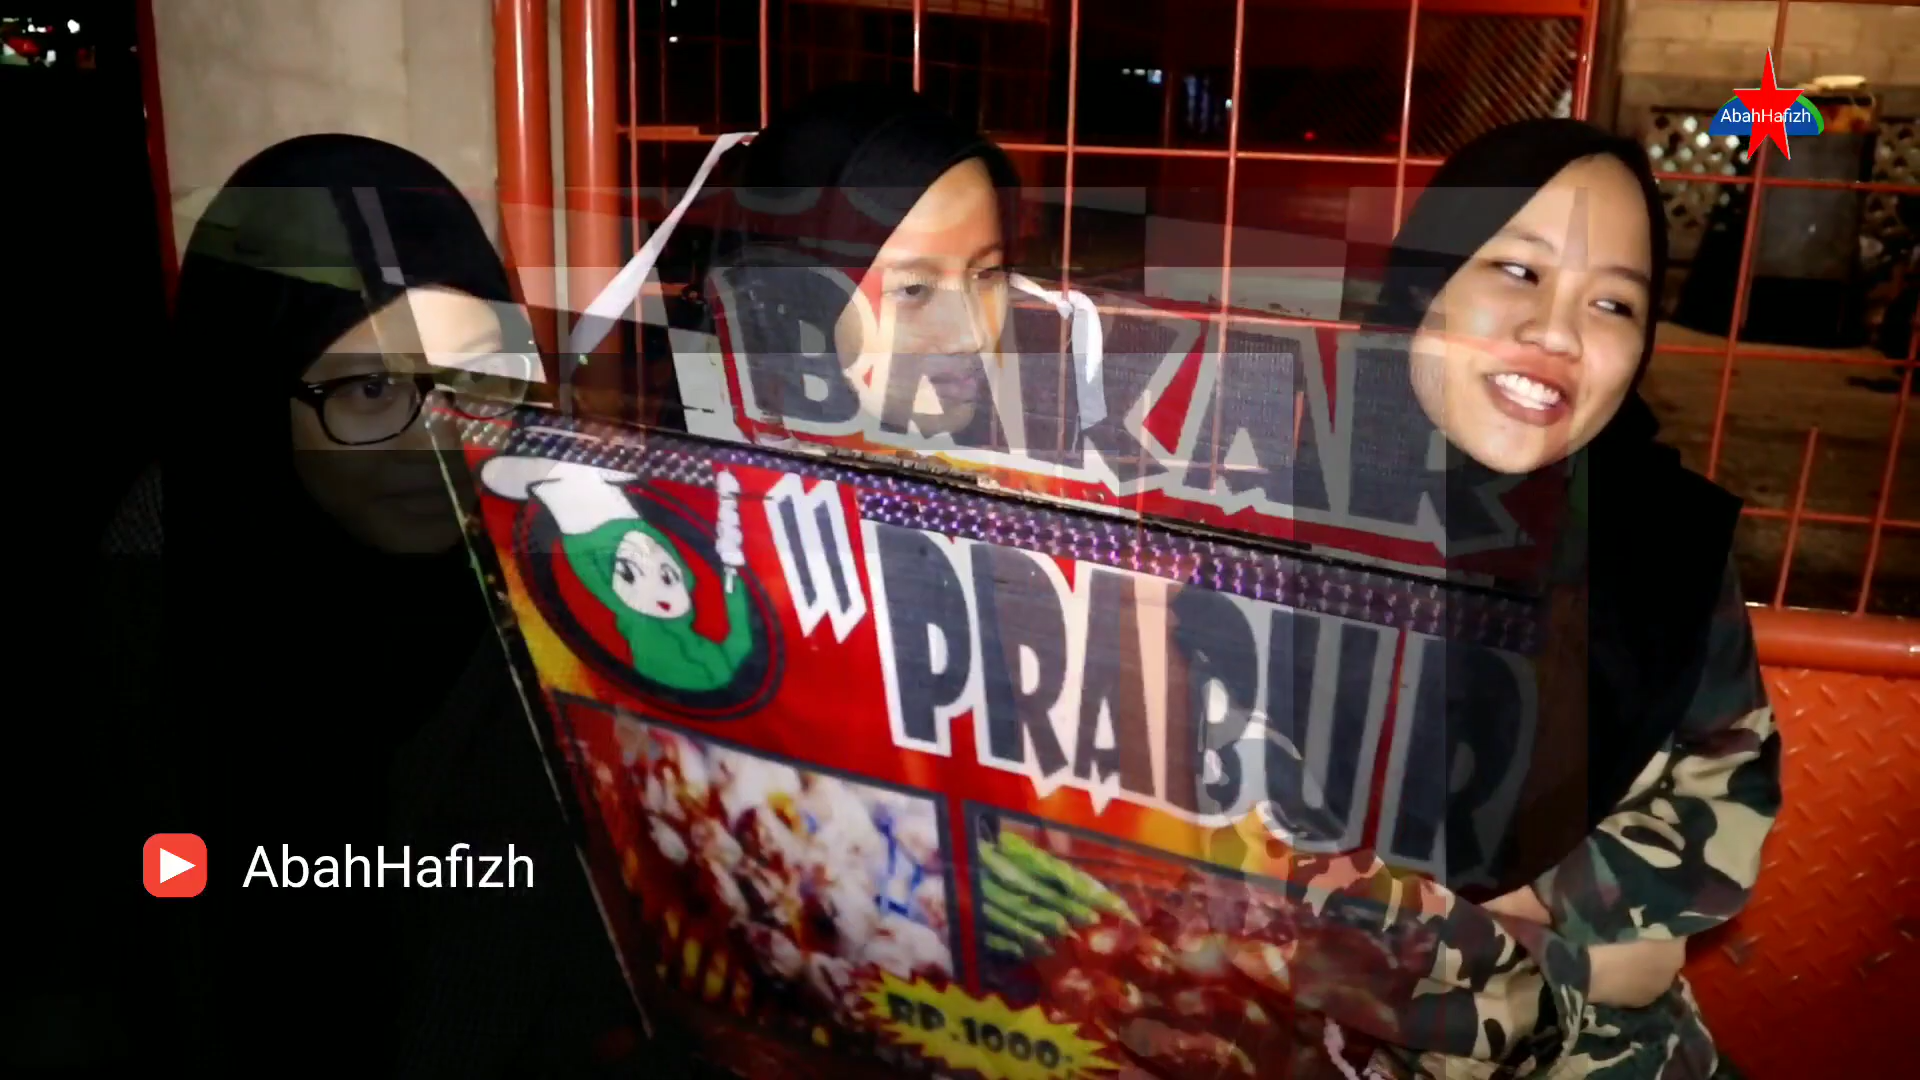 AbahHafizh
BAKAR
"PRABUR
RP.1000,-
AbahHafizh